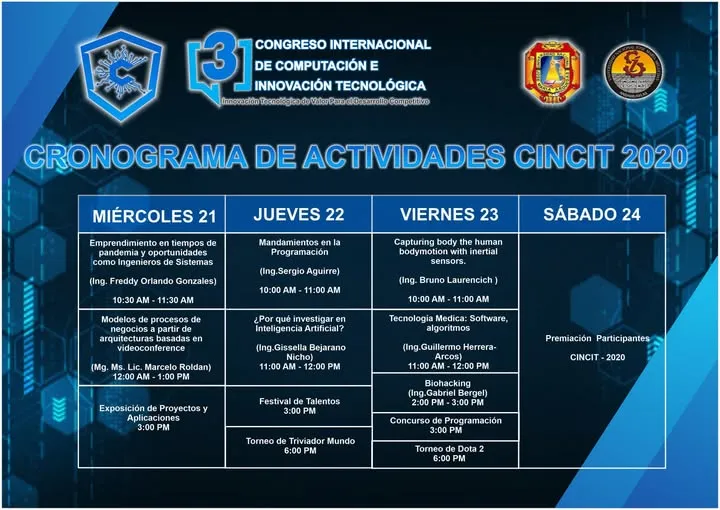 3
CONGRESO INTERNACIONAL
DE COMPUTACIÓN E
INNOVACIÓN TECNOLÓGICA
Innovación Tecnológica de Valor Para el Desarrollo Competitivo
CRONOGRAMA DE ACTIVIDADES CINCIT 2020
MIÉRCOLES 21
JUEVES 22
VIERNES 23
SÁBADO 24
Emprendimiento en tiempos de
pandemia y oportunidades
como Ingenieros de Sistemas
(Ing. Freddy Orlando Gonzales)
10:30 AM - 11:30 AM
Mandamientos en la
Programación
(Ing.Sergio Aguirre)
10:00 AM - 11:00 AM
Capturing body the human
bodymotion with inertial
sensors.
(Ing. Bruno Laurencich )
10:00 AM - 11:00 AM
Modelos de procesos de
negocios a partir de
arquitecturas basadas en
videoconference
(Mg. Ms. Lic. Marcelo Roldan)
12:00 AM - 1:00 PM
¿Por qué investigar en
Inteligencia Artificial?
(Ing.Gissella Bejarano
Nicho)
11:00 AM - 12:00 PM
Tecnología Medica: Software,
algoritmos
(Ing.Guillermo Herrera-
Arcos)
11:00 AM - 12:00 PM
Premiación Participantes
CINCIT - 2020
Exposición de Proyectos y
Aplicaciones
3:00 PM
Festival de Talentos
3:00 PM
Torneo de Triviador Mundo
6:00 PM
Biohacking
(Ing.Gabriel Bergel)
2:00 PM - 3:00 PM
Concurso de Programación
3:00 PM
Torneo de Dota 2
6:00 PM